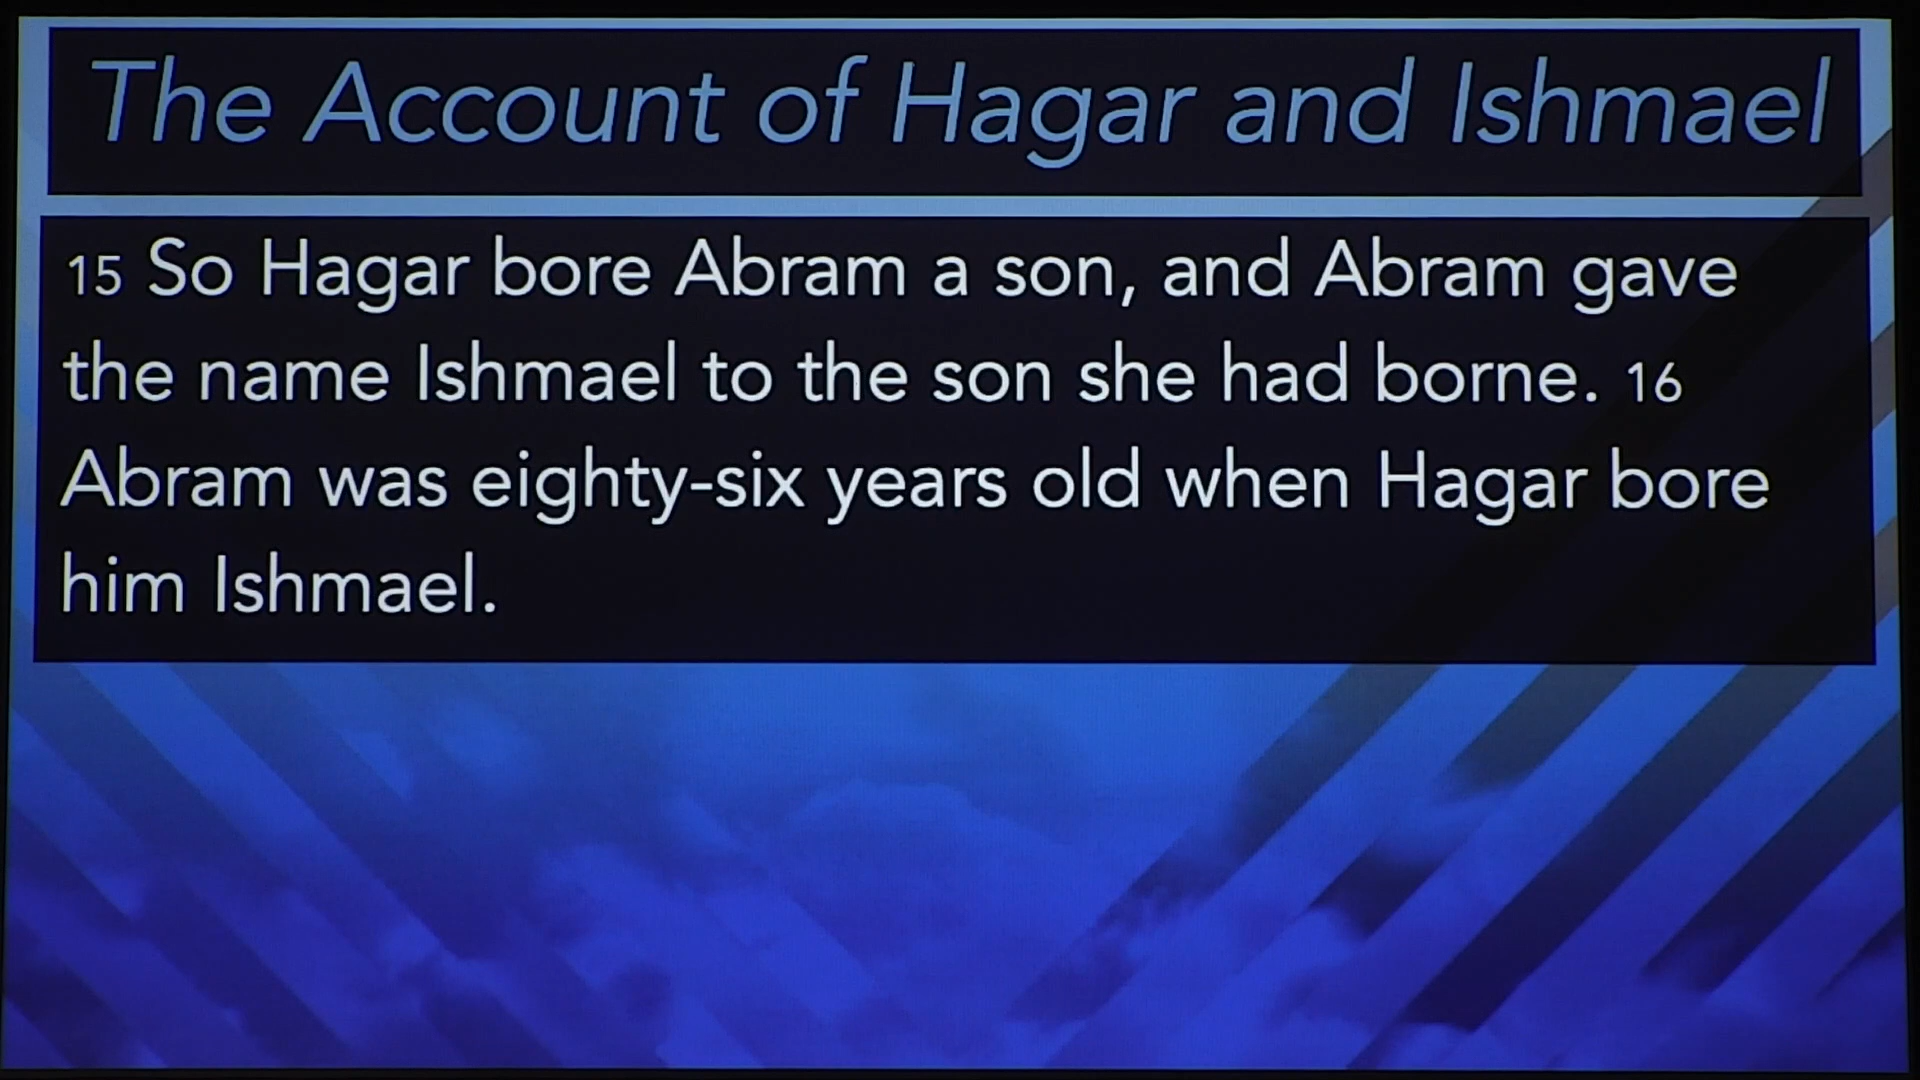 The Account of Hagar and Ishmael
15 So Hagar bore Abram a son, and Abram gave
the name Ishmael to the son she had borne. 16
Abram was eighty-six years old when Hagar bore
him Ishmael.